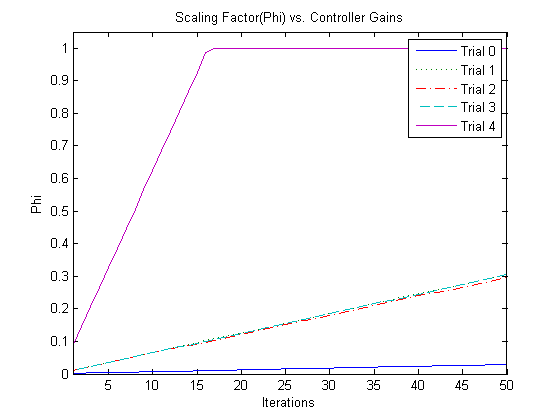 Scaling Factor(Phi) vs. Controller Gains
Trial 0
Trial 1
Trial 2
Trial 3
Trial 4
Phi
1
0.9
0.8
0.7
0.6
0.5
0.4
0.3
0.2
0.1
0
5 10 15 20 25 30 35 40 45 50
Iterations